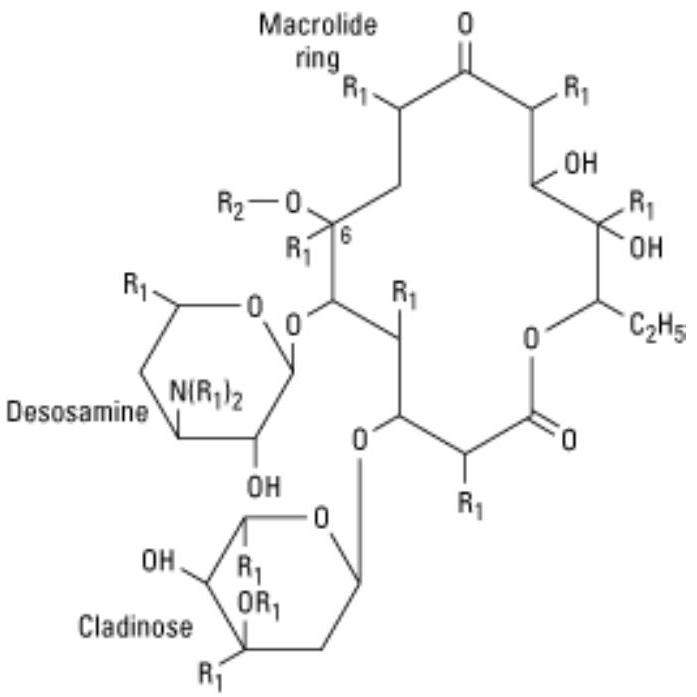 Macrolide
ring
O
R₁
R₁
OH
R₂
O
R₁
6
R₁
OH
R₁
R₁
O
O
C₂H₅
O
N(R₁)₂
Desosamine
O
O
OH
R₁
O
OH
R₁
OR₁
Cladinose
R₁